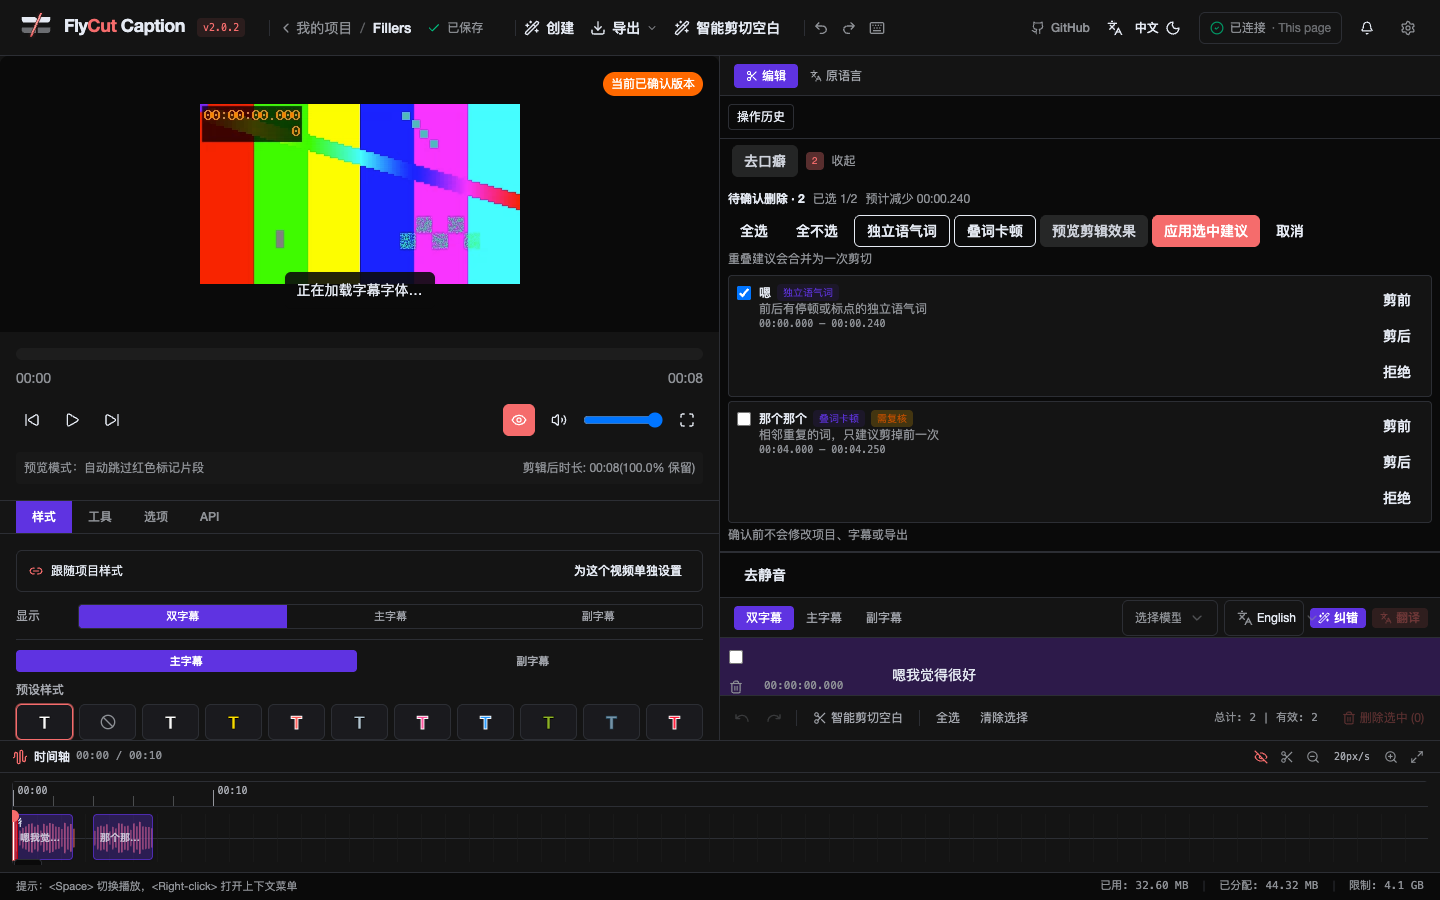 FlyCut Caption v2.0.2 我的项目 / Fillers 已保存 创建 导出 智能剪切空白 GitHub 中文 已连接 · This page
当前已确认版本
00:00:00.000
0
正在加载字幕字体...
00:00 00:08
预览模式：自动跳过红色标记片段 剪辑后时长: 00:08(100.0% 保留)
样式 工具 选项 API
跟随项目样式 为这个视频单独设置
显示 双字幕 主字幕 副字幕
主字幕 副字幕
预设样式
T T T T T T T T T T
编辑 原语言
操作历史
去口癖 2 收起
待确认删除 · 2 已选 1/2 预计减少 00:00.240
全选 全不选 独立语气词 叠词卡顿 预览剪辑效果 应用选中建议 取消
重叠建议会合并为一次剪切
嗯 独立语气词
前后有停顿或标点的独立语气词
00:00.000 — 00:00.240
剪前
剪后
拒绝
那个那个 叠词卡顿 需复核
相邻重复的词，只建议剪掉前一次
00:04.000 — 00:04.250
剪前
剪后
拒绝
确认前不会修改项目、字幕或导出
去静音
双字幕 主字幕 副字幕 选择模型 English 纠错 翻译
嗯我觉得很好
00:00:00.000
智能剪切空白 全选 清除选择 总计: 2 | 有效: 2 删除选中 (0)
时间轴 00:00 / 00:10 20px/s
00:00 00:10
嗯我觉... 那个那...
提示：<Space> 切换播放，<Right-click> 打开上下文菜单 已用: 32.60 MB 已分配: 44.32 MB 限制: 4.1 GB